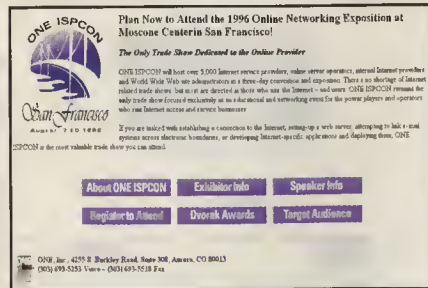 ONE ISPCON
San Francisco
August 7-10 1996
Plan Now to Attend the 1996 Online Networking Exposition at
Moscone Centerin San Francisco!
The Only Trade Show Dedicated to the Online Provider
ONE ISPCON will host over 5,000 Internet service providers, online server operators, internal Internet providers
and World Wide Web site administrators in a three-day convention and exposition. There is no shortage of Internet
related trade shows, but most are directed at those who use the Internet - end users. ONE ISPCON remains the
only trade show focused exclusively as an educational and networking event for the power players and operators
who run Internet access and service businesses
If you are tasked with establishing a connection to the Internet, setting-up a web server, attempting to link e-mail
systems across electronic boundaries, or developing Internet-specific applications and deploying them, ONE
ISPCON is the most valuable trade show you can attend.
About ONE ISPCON
Exhibitor Info
Speaker Info
Register to Attend
Dvorak Awards
Target Audience
ONE, Inc., 4255 S. Buckley Road, Suite 308, Aurora, CO 80013
(303) 693-5253 Voice - (303) 693-5518 Fax